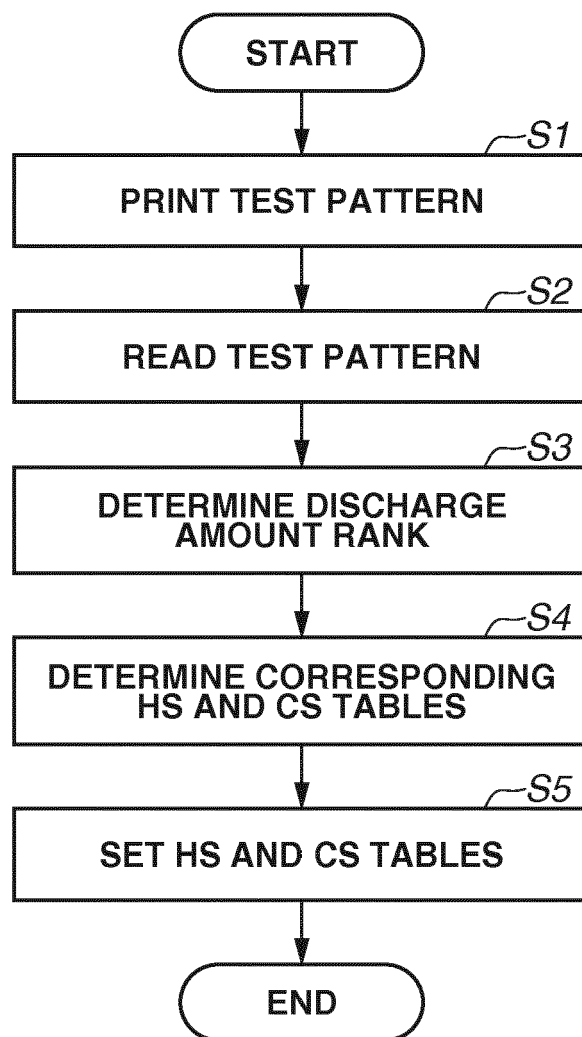 START
S1
PRINT TEST PATTERN
S2
READ TEST PATTERN
S3
DETERMINE DISCHARGE
AMOUNT RANK
S4
DETERMINE CORRESPONDING
HS AND CS TABLES
S5
SET HS AND CS TABLES
END